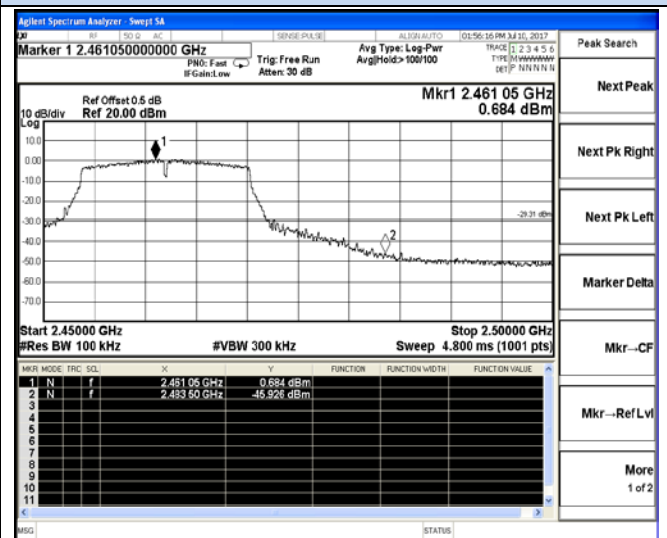 Agilent Spectrum Analyzer - Swept SA
RF 50 Ω AC SENSE:PULSE ALIGN AUTO 01:56:16 PM Jul 10, 2017
Marker 1 2.461050000000 GHz
PNO: Fast
IFGain:Low
Trig: Free Run
Atten: 30 dB
Avg Type: Log-Pwr
Avg|Hold:>100/100
TRACE 1 2 3 4 5 6
TYPE MWWWWW
DET P N N N N N
Peak Search
Next Peak
Next Pk Right
Next Pk Left
Marker Delta
Mkr→CF
Mkr→Ref Lvl
More
1 of 2
Mkr1 2.461 05 GHz
0.684 dBm
Ref Offset 0.5 dB
10 dB/div Ref 20.00 dBm
Log
10.0
0.00
-10.0
-20.0
-30.0
-40.0
-50.0
-60.0
-70.0
1
2
-29.31 dBm
Start 2.45000 GHz Stop 2.50000 GHz
#Res BW 100 kHz #VBW 300 kHz Sweep 4.800 ms (1001 pts)
MKR MODE TRC SCL X Y FUNCTION FUNCTION WIDTH FUNCTION VALUE
1 N f 2.461 05 GHz 0.684 dBm
2 N f 2.483 50 GHz -45.926 dBm
3
4
5
6
7
8
9
10
11
MSG STATUS